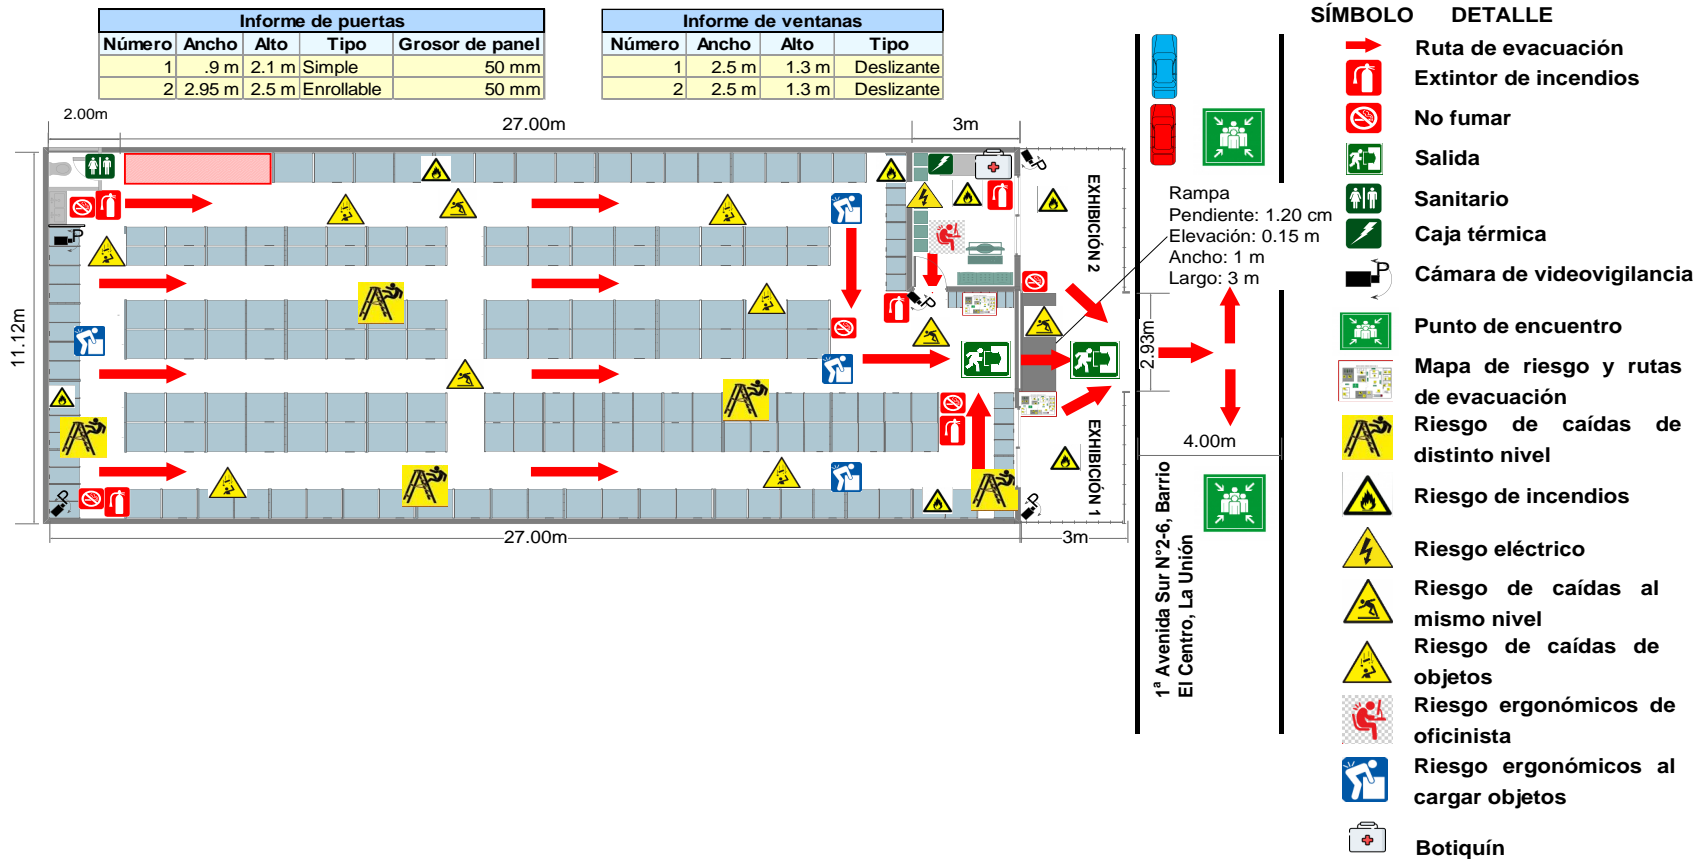 Informe de puertas
Número Ancho Alto Tipo Grosor de panel
1 .9 m 2.1 m Simple 50 mm
2 2.95 m 2.5 m Enrollable 50 mm
Informe de ventanas
Número Ancho Alto Tipo
1 2.5 m 1.3 m Deslizante
2 2.5 m 1.3 m Deslizante
2.00m
27.00m
3m
11.12m
P
P
P
P
P
EXHIBICIÓN 2
EXHIBICIÓN 1
Rampa
Pendiente: 1.20 cm
Elevación: 0.15 m
Ancho: 1 m
Largo: 3 m
2.93m
4.00m
27.00m
3m
1ª Avenida Sur N°2-6, Barrio
El Centro, La Unión
SÍMBOLO DETALLE
Ruta de evacuación
Extintor de incendios
No fumar
Salida
Sanitario
Caja térmica
P
Cámara de videovigilancia
Punto de encuentro
Mapa de riesgo y rutas
de evacuación
Riesgo de caídas de
distinto nivel
Riesgo de incendios
Riesgo eléctrico
Riesgo de caídas al
mismo nivel
Riesgo de caídas de
objetos
Riesgo ergonómicos de
oficinista
Riesgo ergonómicos al
cargar objetos
Botiquín